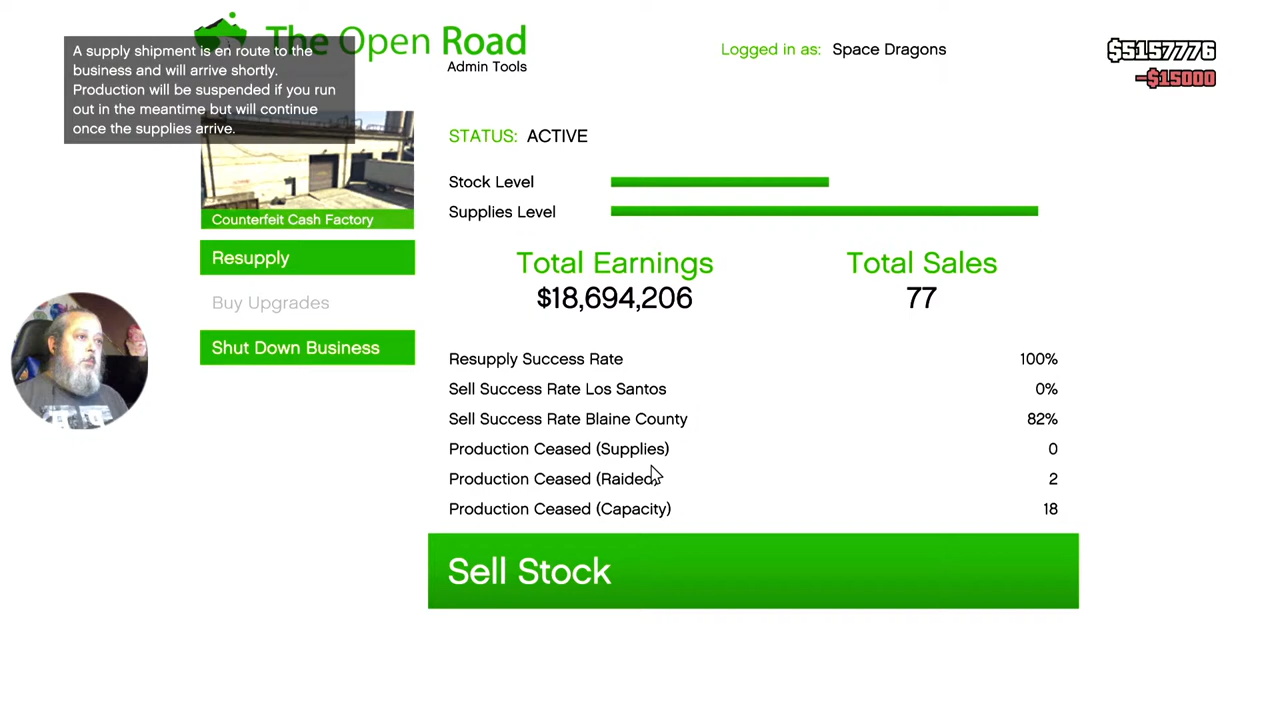 The Open Road
Admin Tools
Logged in as: Space Dragons
$5157776
-$15000
A supply shipment is en route to the
business and will arrive shortly.
Production will be suspended if you run
out in the meantime but will continue
once the supplies arrive.
Counterfeit Cash Factory
Resupply
Buy Upgrades
Shut Down Business
STATUS: ACTIVE
Stock Level
Supplies Level
Total Earnings
$18,694,206
Total Sales
77
Resupply Success Rate 100%
Sell Success Rate Los Santos 0%
Sell Success Rate Blaine County 82%
Production Ceased (Supplies) 0
Production Ceased (Raided) 2
Production Ceased (Capacity) 18
Sell Stock